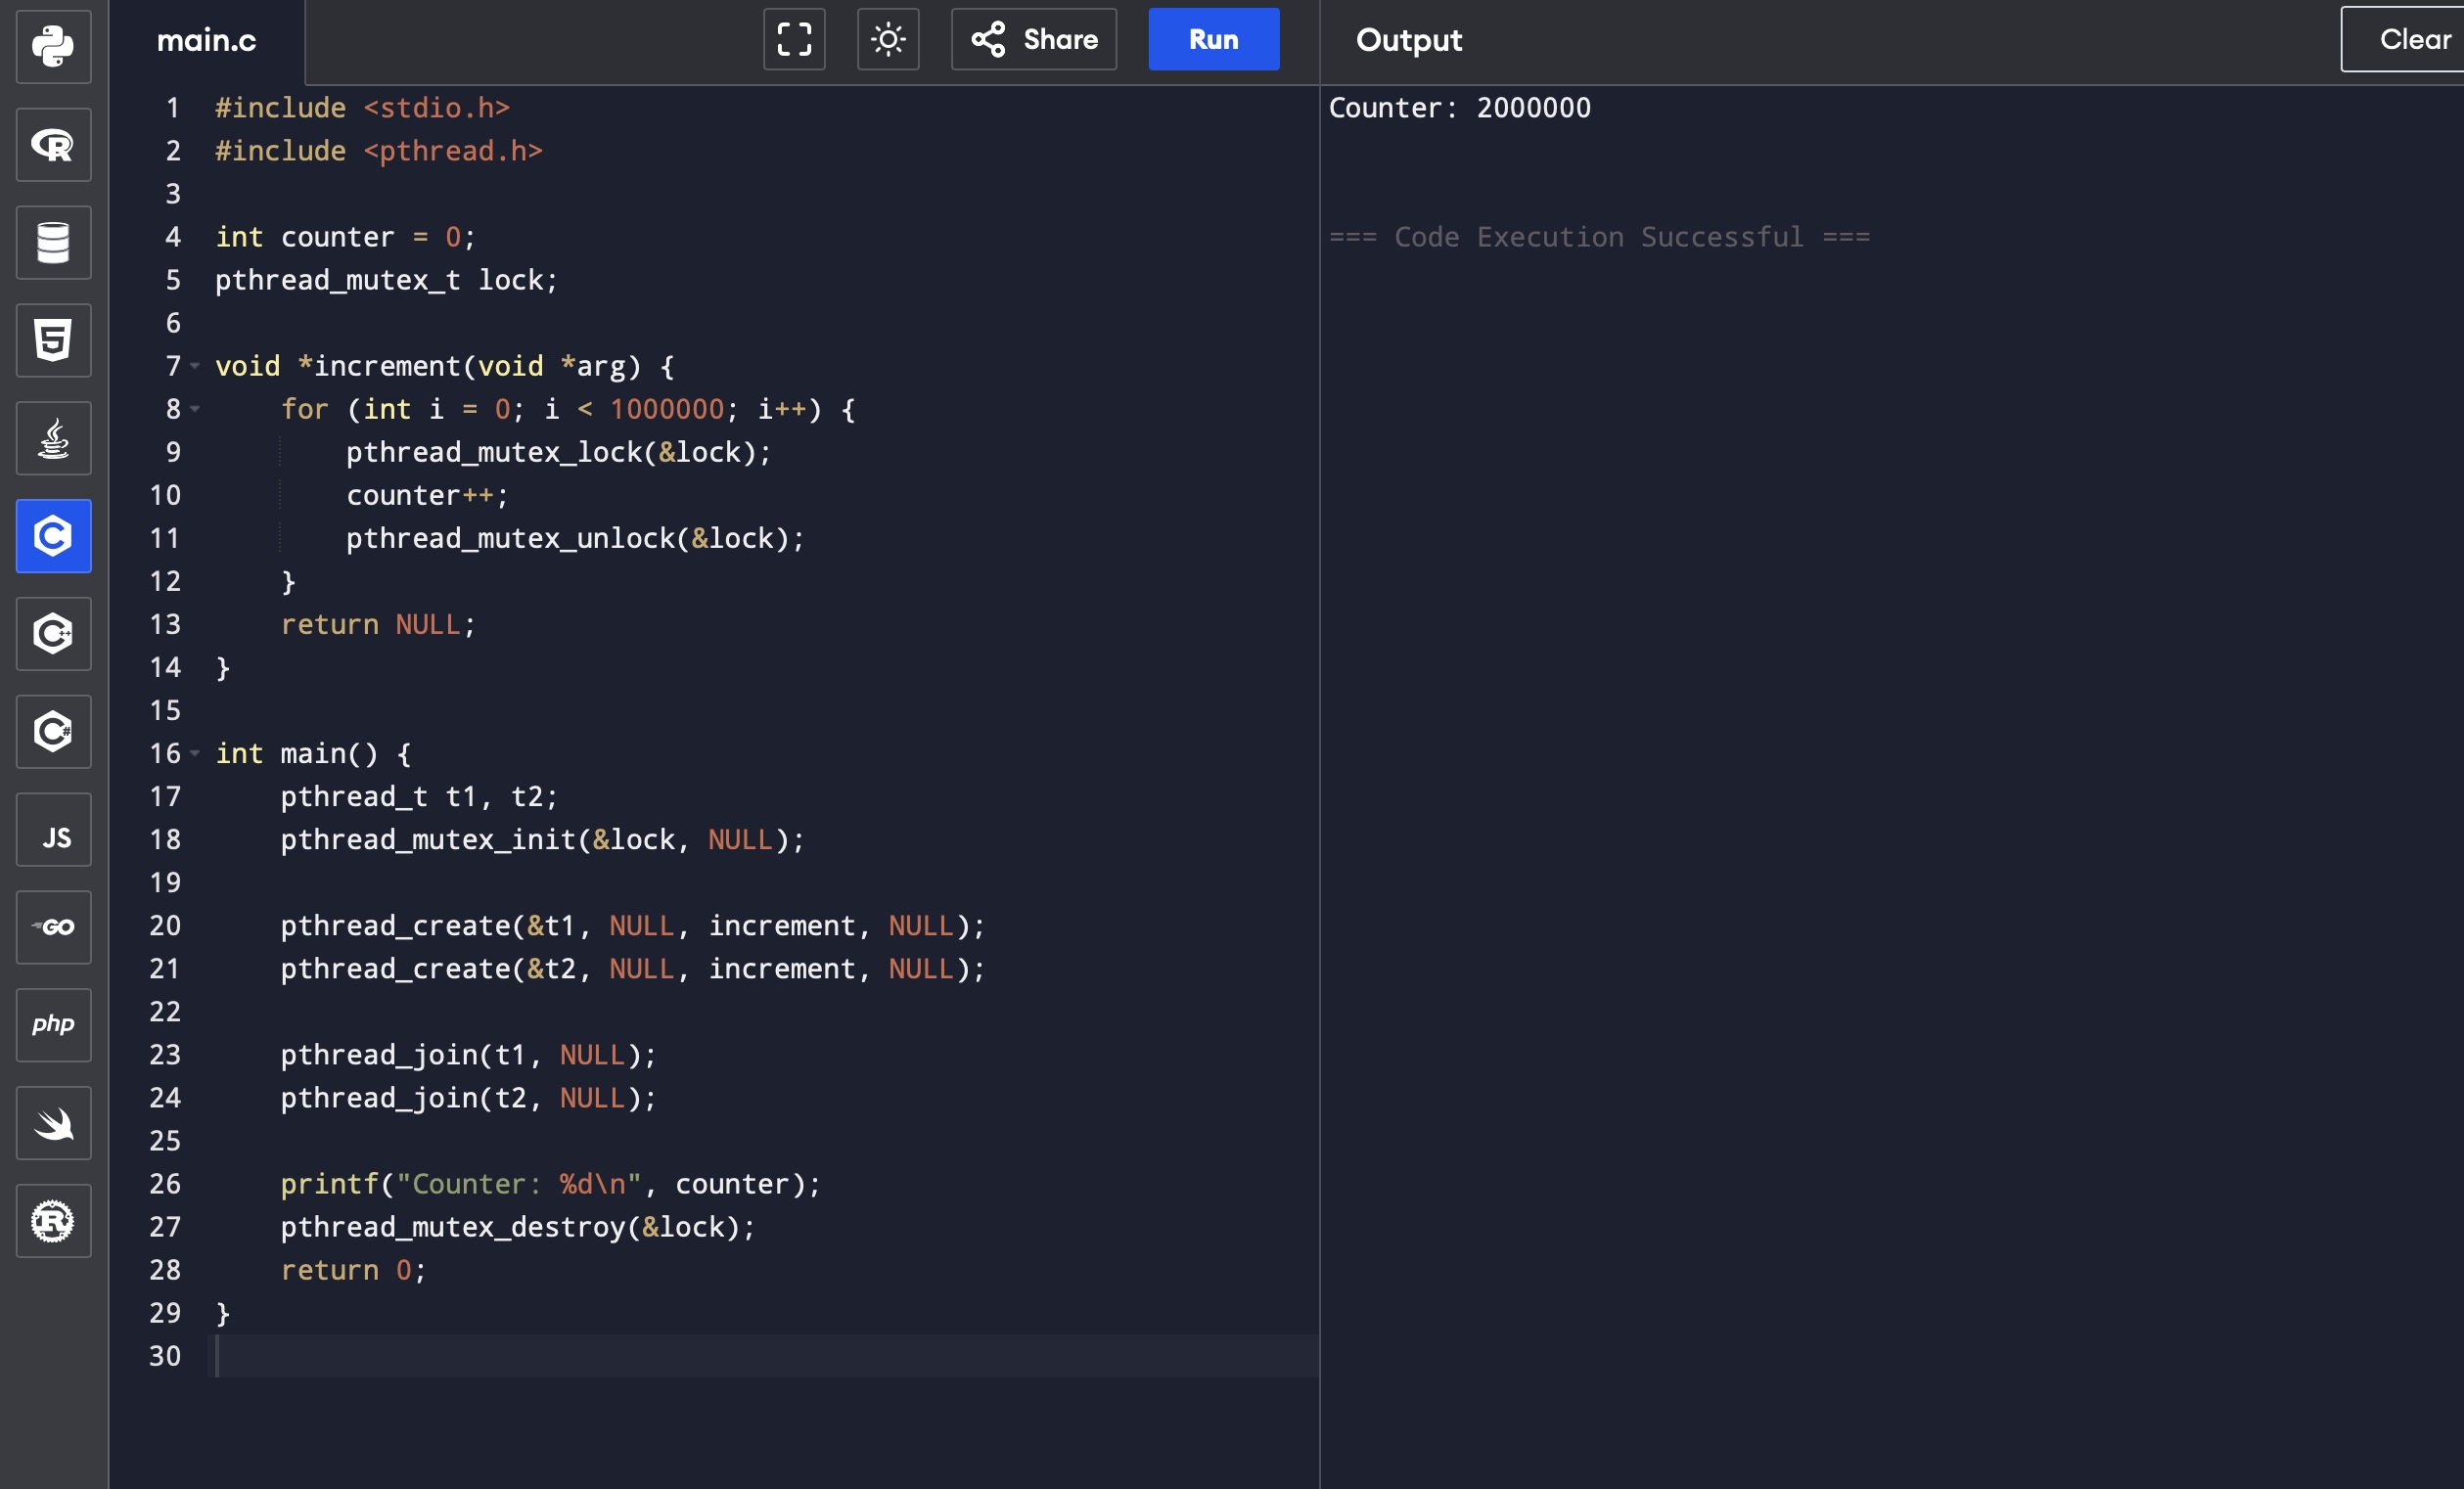 main.c
Share
Run
Output
Clear
1 #include <stdio.h>
2 #include <pthread.h>
3
4 int counter = 0;
5 pthread_mutex_t lock;
6
7 void *increment(void *arg) {
8     for (int i = 0; i < 1000000; i++) {
9         pthread_mutex_lock(&lock);
10         counter++;
11         pthread_mutex_unlock(&lock);
12     }
13     return NULL;
14 }
15
16 int main() {
17     pthread_t t1, t2;
18     pthread_mutex_init(&lock, NULL);
19
20     pthread_create(&t1, NULL, increment, NULL);
21     pthread_create(&t2, NULL, increment, NULL);
22
23     pthread_join(t1, NULL);
24     pthread_join(t2, NULL);
25
26     printf("Counter: %d\n", counter);
27     pthread_mutex_destroy(&lock);
28     return 0;
29 }
30
Counter: 2000000
=== Code Execution Successful ===
R
5
C
C++
C#
JS
GO
php
R